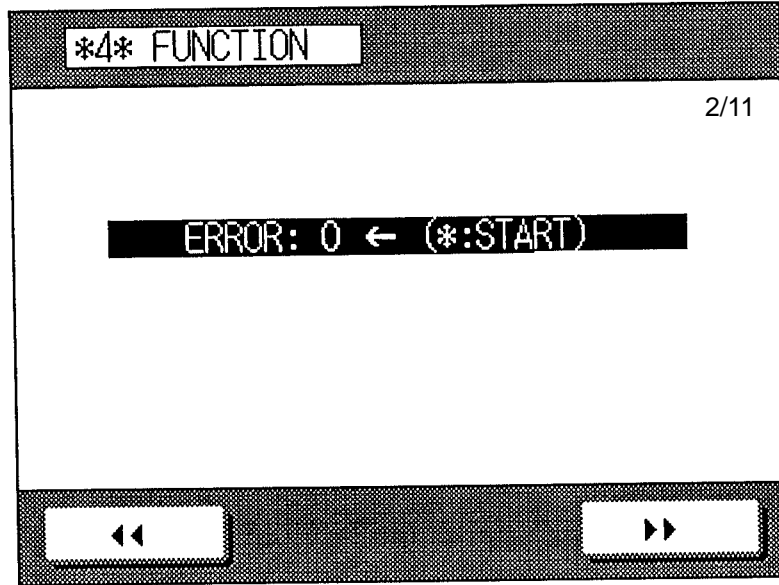 *4* FUNCTION
2/11
ERROR: 0 ← (*:START)